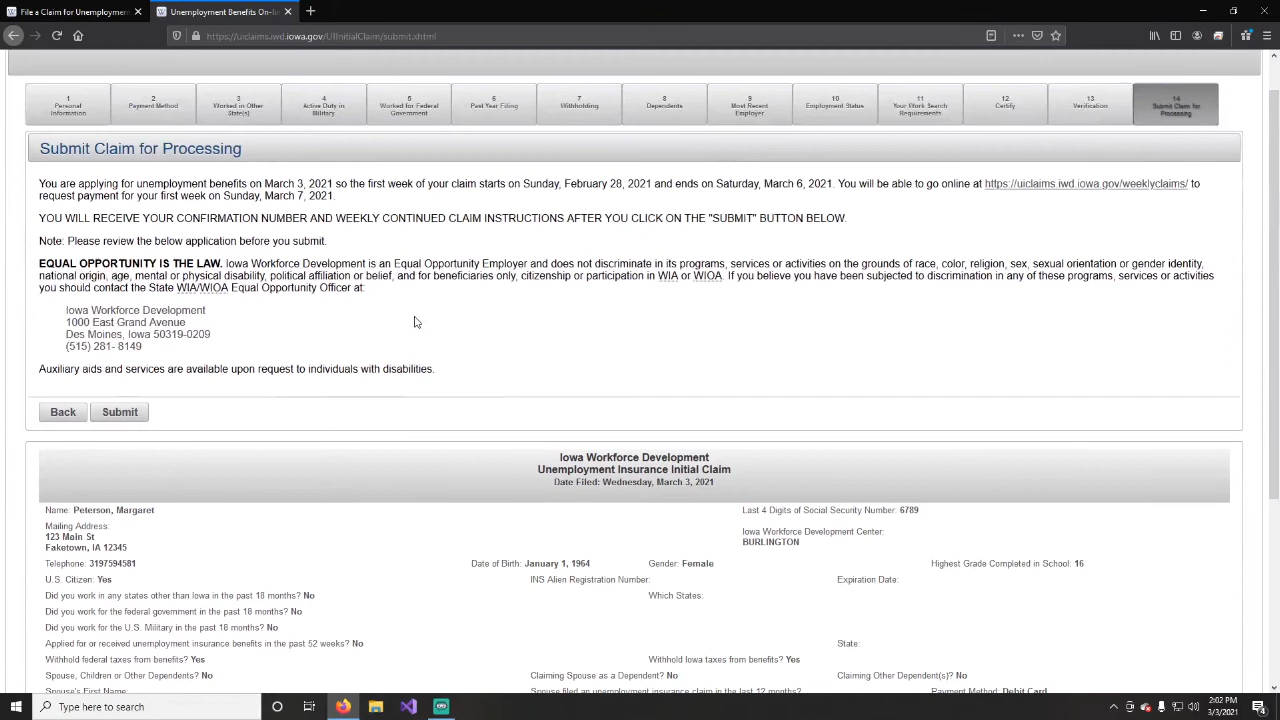 File a Claim for Unemployment
Unemployment Benefits On-li
https://uiclaims.iwd.iowa.gov/UIInitialClaim/submit.xhtml
1 Personal Information
2 Payment Method
3 Worked in Other State(s)
4 Active Duty in Military
5 Worked for Federal Government
6 Past Year Filing
7 Withholding
8 Dependents
9 Most Recent Employer
10 Employment Status
11 Your Work Search Requirements
12 Certify
13 Verification
14 Submit Claim for Processing
Submit Claim for Processing
You are applying for unemployment benefits on March 3, 2021 so the first week of your claim starts on Sunday, February 28, 2021 and ends on Saturday, March 6, 2021. You will be able to go online at https://uiclaims.iwd.iowa.gov/weeklyclaims/ to
request payment for your first week on Sunday, March 7, 2021.
YOU WILL RECEIVE YOUR CONFIRMATION NUMBER AND WEEKLY CONTINUED CLAIM INSTRUCTIONS AFTER YOU CLICK ON THE "SUBMIT" BUTTON BELOW.
Note: Please review the below application before you submit.
EQUAL OPPORTUNITY IS THE LAW. Iowa Workforce Development is an Equal Opportunity Employer and does not discriminate in its programs, services or activities on the grounds of race, color, religion, sex, sexual orientation or gender identity,
national origin, age, mental or physical disability, political affiliation or belief, and for beneficiaries only, citizenship or participation in WIA or WIOA. If you believe you have been subjected to discrimination in any of these programs, services or activities
you should contact the State WIA/WIOA Equal Opportunity Officer at:
Iowa Workforce Development
1000 East Grand Avenue
Des Moines, Iowa 50319-0209
(515) 281- 8149
Auxiliary aids and services are available upon request to individuals with disabilities.
Back Submit
Iowa Workforce Development
Unemployment Insurance Initial Claim
Date Filed: Wednesday, March 3, 2021
Name: Peterson, Margaret Last 4 Digits of Social Security Number: 6789
Mailing Address: Iowa Workforce Development Center:
123 Main St BURLINGTON
Faketown, IA 12345
Telephone: 3197594581 Date of Birth: January 1, 1964 Gender: Female Highest Grade Completed in School: 16
U.S. Citizen: Yes INS Alien Registration Number: Expiration Date:
Did you work in any states other than Iowa in the past 18 months? No Which States:
Did you work for the federal government in the past 18 months? No
Did you work for the U.S. Military in the past 18 months? No
Applied for or received unemployment insurance benefits in the past 52 weeks? No State:
Withhold federal taxes from benefits? Yes Withhold Iowa taxes from benefits? Yes
Spouse, Children or Other Dependents? No Claiming Spouse as a Dependent? No Claiming Other Dependent(s)? No
Spouse's First Name: Spouse filed an unemployment insurance claim in the last 12 months? Payment Method: Debit Card
Type here to search
2:02 PM
3/3/2021